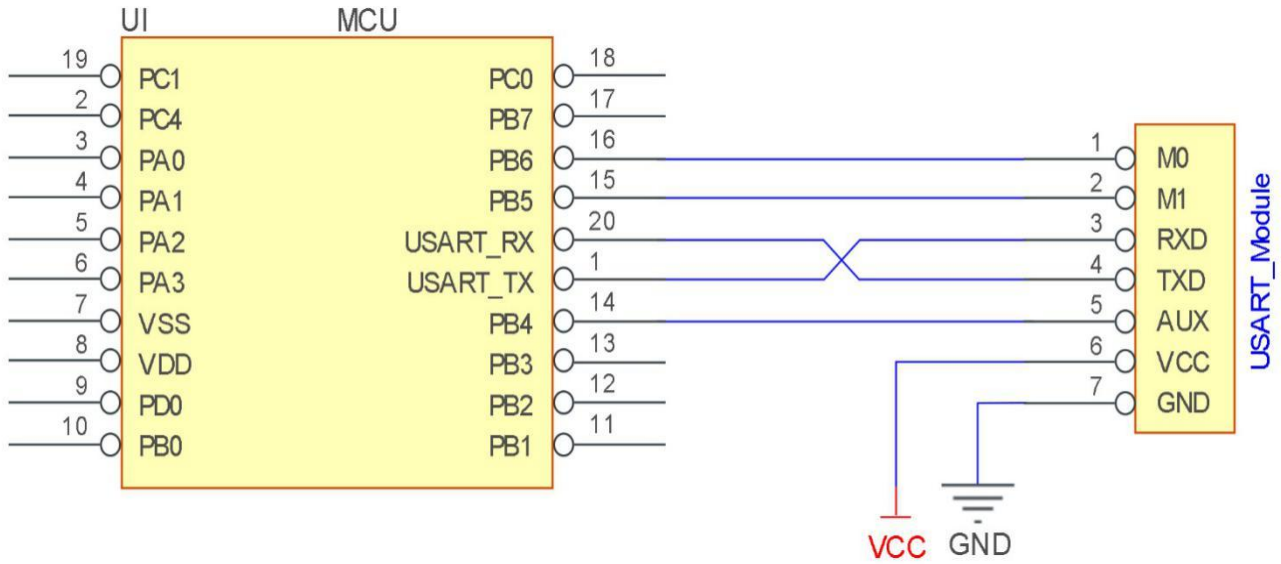 UI MCU
19 PC1 PC0 18
2 PC4 PB7 17
3 PA0 PB6 16 1 M0
4 PA1 PB5 15 2 M1
5 PA2 USART_RX 20 3 RXD
6 PA3 USART_TX 1 4 TXD
7 VSS PB4 14 5 AUX
8 VDD PB3 13 6 VCC
9 PD0 PB2 12 7 GND
10 PB0 PB1 11
USART_Module
VCC GND